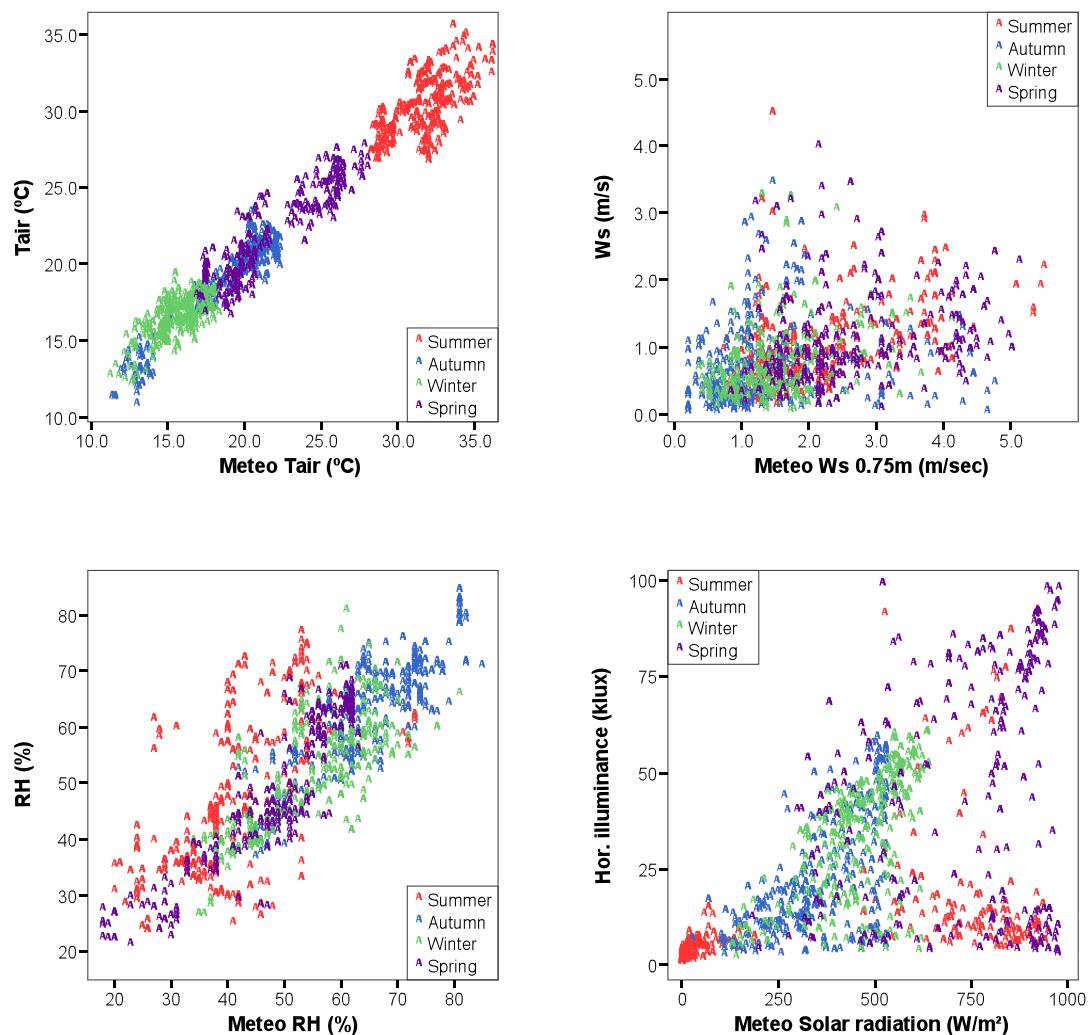 35.0
30.0
25.0
20.0
15.0
10.0
Tair (ºC)
10.0 15.0 20.0 25.0 30.0 35.0
Meteo Tair (ºC)
A Summer
A Autumn
A Winter
A Spring
5.0
4.0
3.0
2.0
1.0
0.0
Ws (m/s)
0.0 1.0 2.0 3.0 4.0 5.0
Meteo Ws 0.75m (m/sec)
A Summer
A Autumn
A Winter
A Spring
80
70
60
50
40
30
20
RH (%)
20 30 40 50 60 70 80
Meteo RH (%)
A Summer
A Autumn
A Winter
A Spring
100
75
50
25
0
Hor. illuminance (klux)
0 250 500 750 1000
Meteo Solar radiation (W/m²)
A Summer
A Autumn
A Winter
A Spring